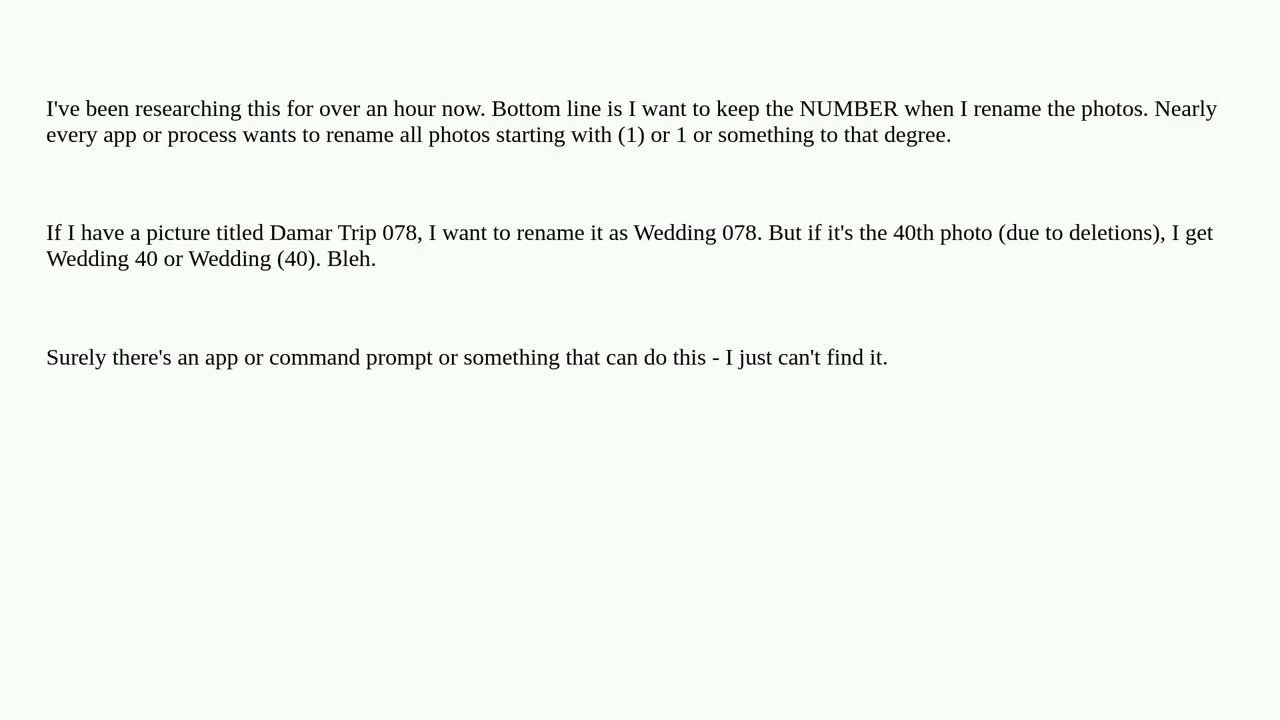 I've been researching this for over an hour now. Bottom line is I want to keep the NUMBER when I rename the photos. Nearly
every app or process wants to rename all photos starting with (1) or 1 or something to that degree.
If I have a picture titled Damar Trip 078, I want to rename it as Wedding 078. But if it's the 40th photo (due to deletions), I get
Wedding 40 or Wedding (40). Bleh.
Surely there's an app or command prompt or something that can do this - I just can't find it.